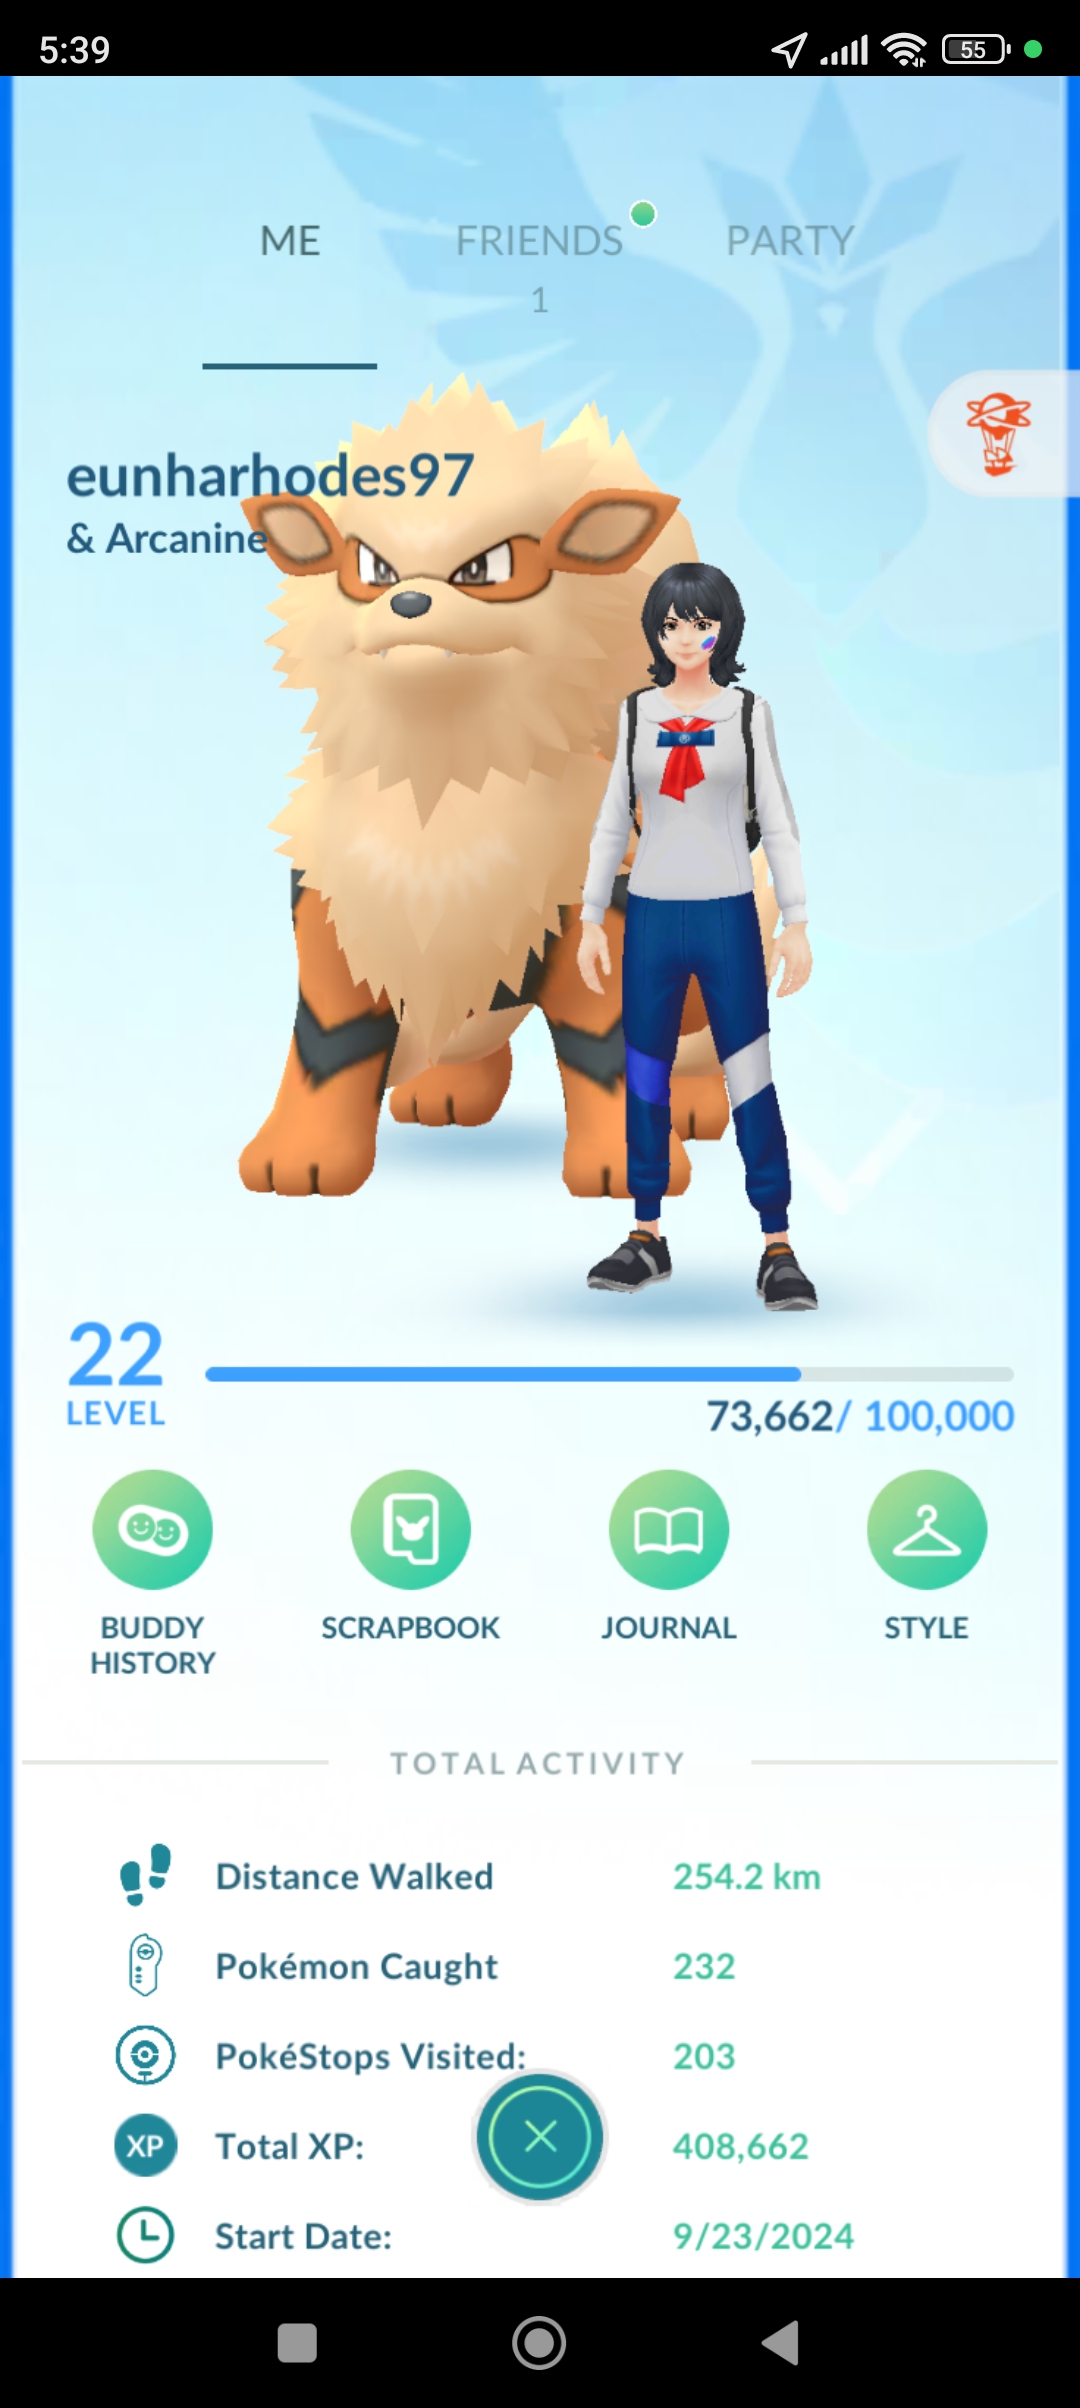 5:39
55
ME
FRIENDS
PARTY
1
eunharhodes97
& Arcanine
22
LEVEL
73,662/ 100,000
BUDDY
HISTORY
SCRAPBOOK
JOURNAL
STYLE
TOTAL ACTIVITY
Distance Walked 254.2 km
Pokémon Caught 232
PokéStops Visited: 203
XP Total XP: 408,662
Start Date: 9/23/2024